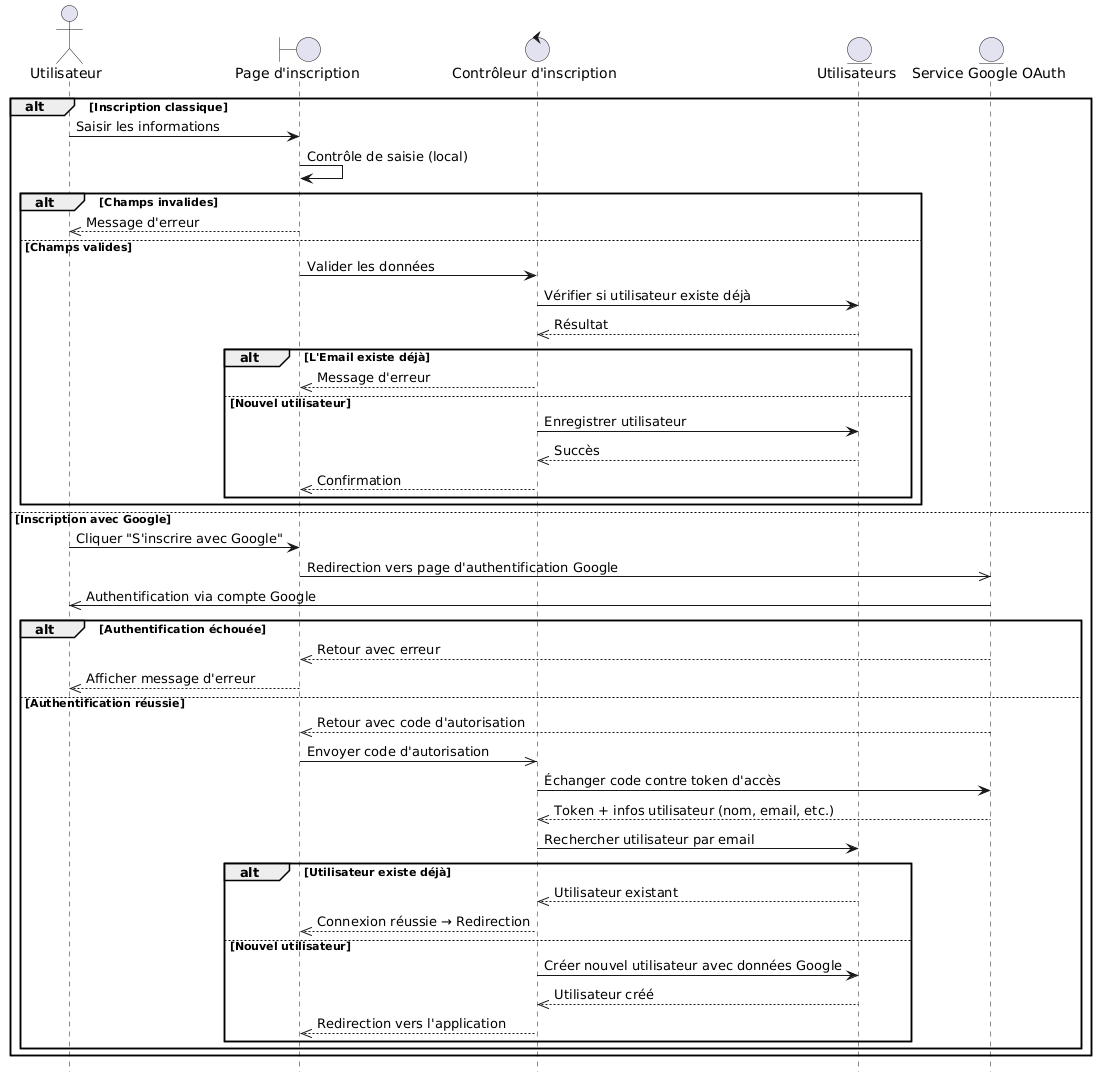 Utilisateur
Page d'inscription
Contrôleur d'inscription
Utilisateurs
Service Google OAuth
alt [Inscription classique]
Saisir les informations
Contrôle de saisie (local)
alt [Champs invalides]
Message d'erreur
[Champs valides]
Valider les données
Vérifier si utilisateur existe déjà
Résultat
alt [L'Email existe déjà]
Message d'erreur
[Nouvel utilisateur]
Enregistrer utilisateur
Succès
Confirmation
[Inscription avec Google]
Cliquer "S'inscrire avec Google"
Redirection vers page d'authentification Google
Authentification via compte Google
alt [Authentification échouée]
Retour avec erreur
Afficher message d'erreur
[Authentification réussie]
Retour avec code d'autorisation
Envoyer code d'autorisation
Échanger code contre token d'accès
Token + infos utilisateur (nom, email, etc.)
Rechercher utilisateur par email
alt [Utilisateur existe déjà]
Utilisateur existant
Connexion réussie → Redirection
[Nouvel utilisateur]
Créer nouvel utilisateur avec données Google
Utilisateur créé
Redirection vers l'application